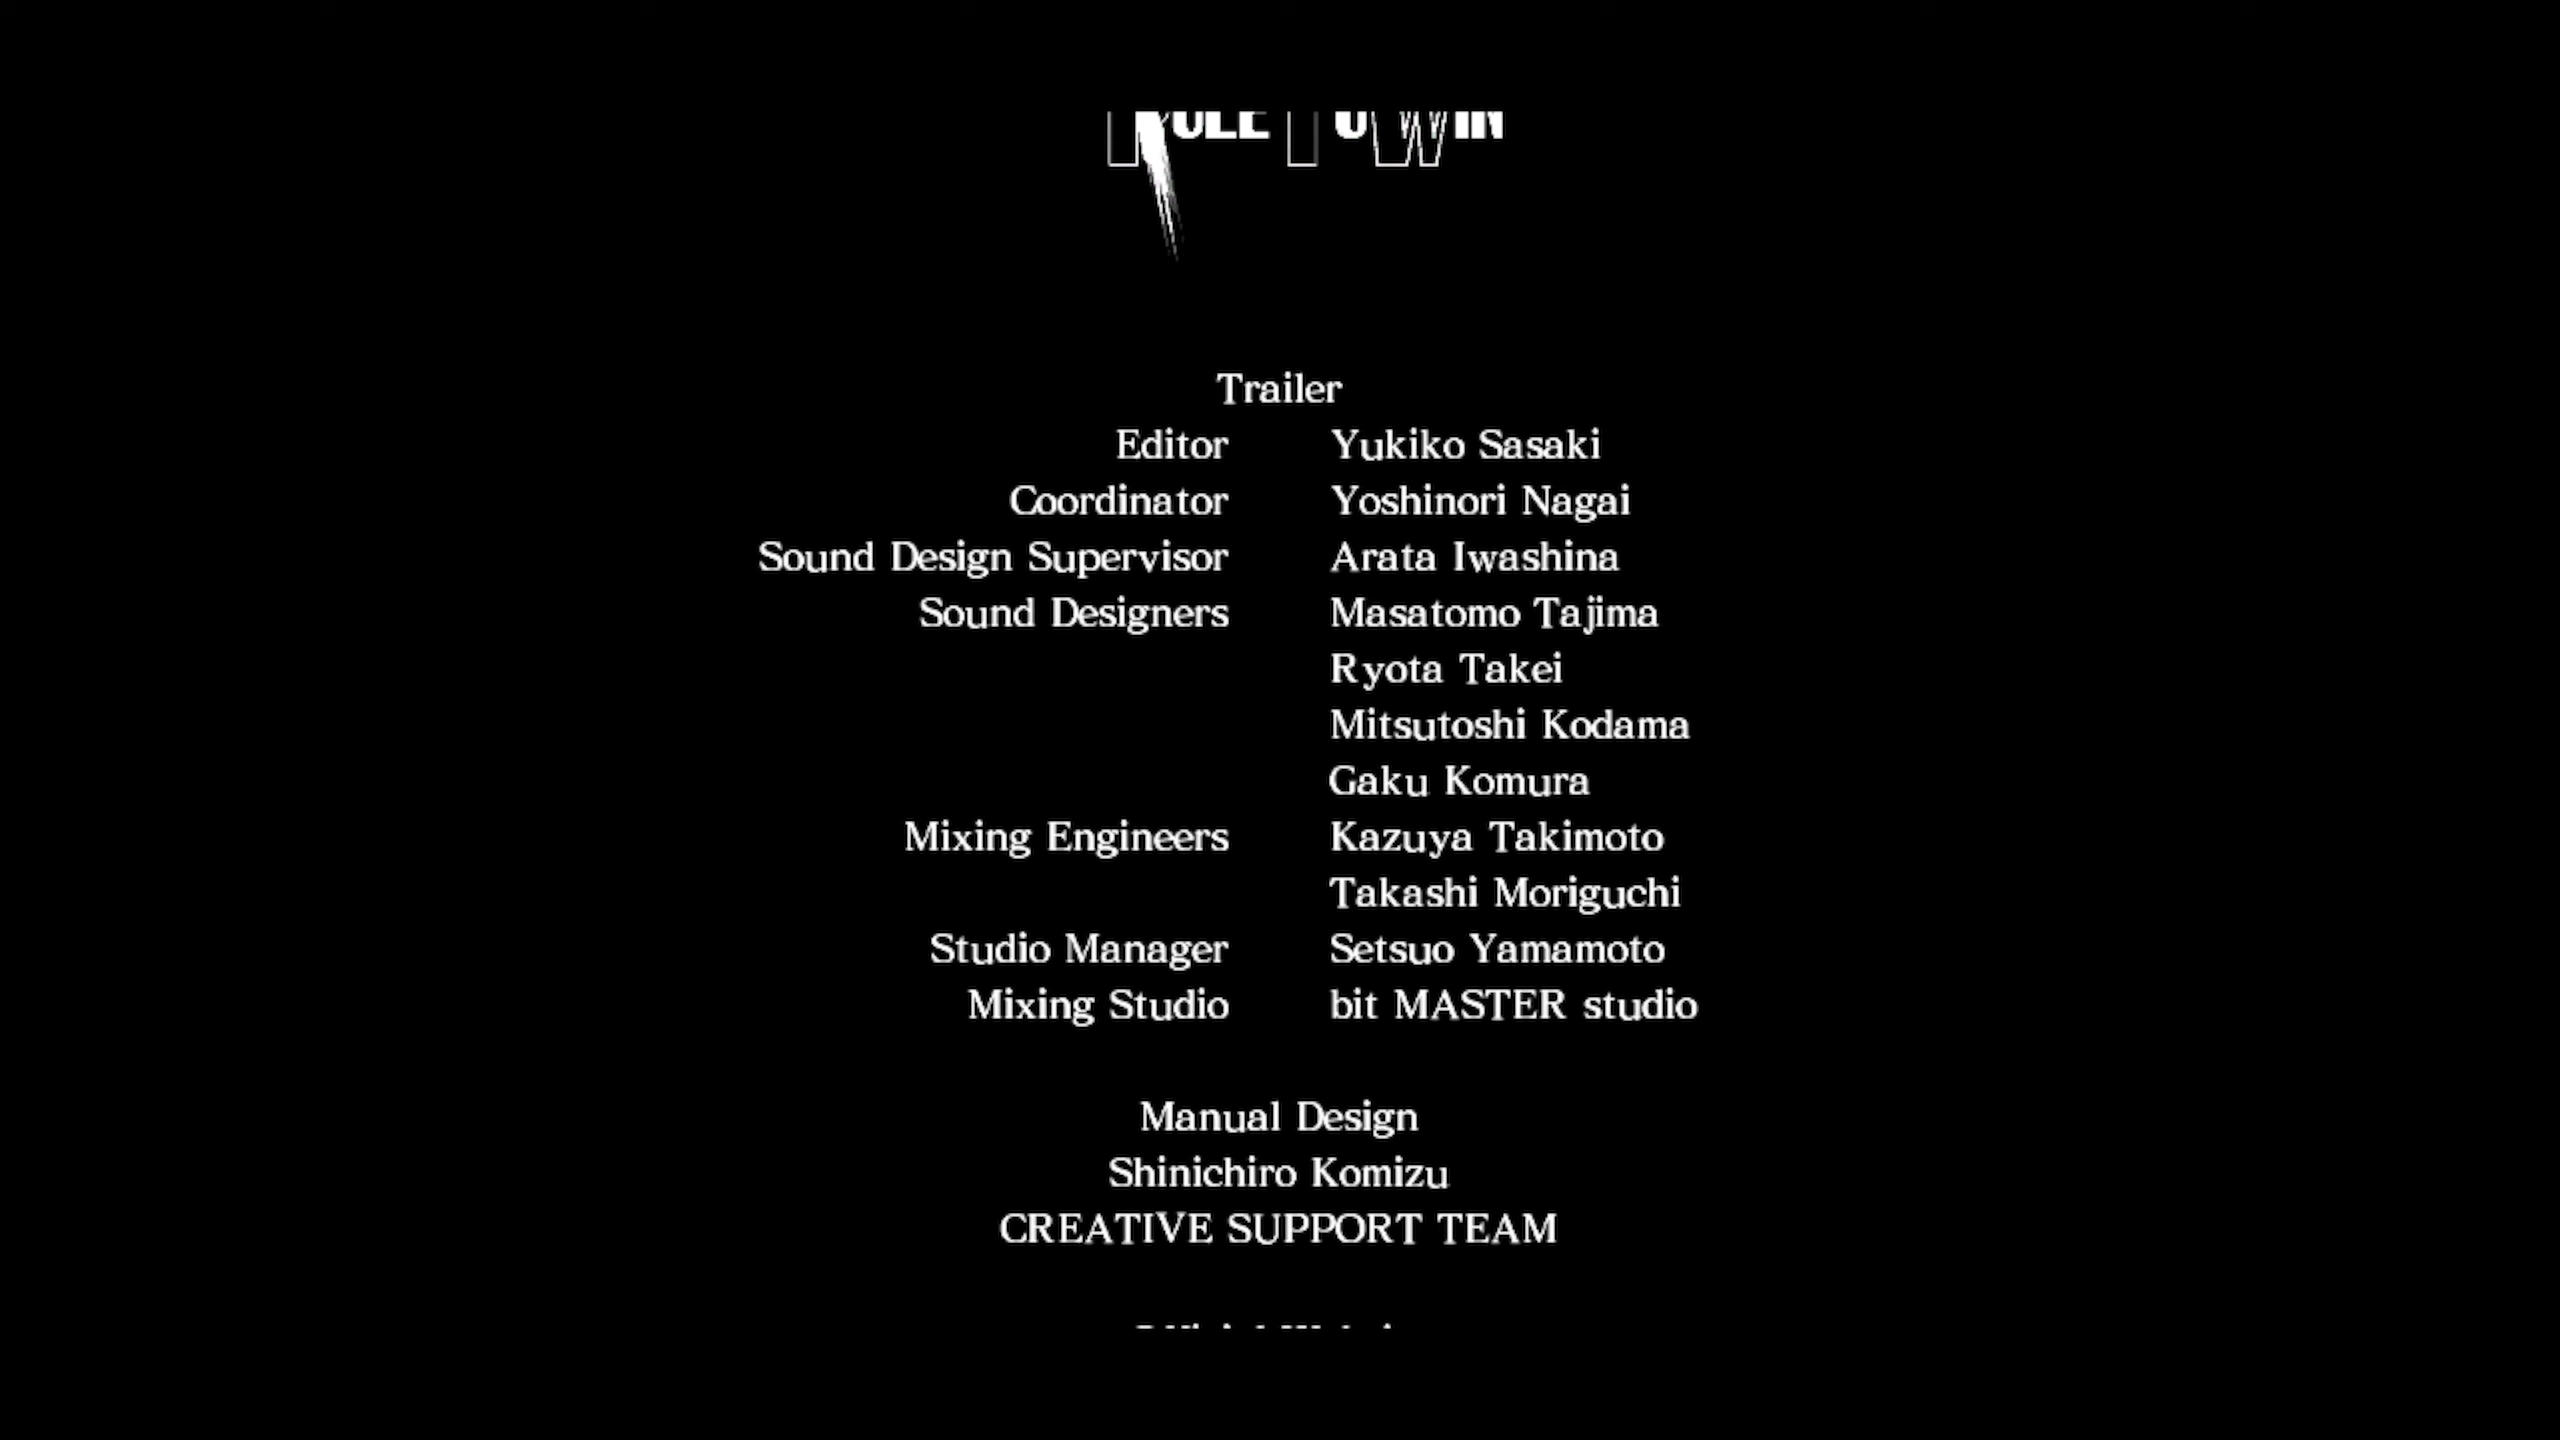 Trailer
Editor Yukiko Sasaki
Coordinator Yoshinori Nagai
Sound Design Supervisor Arata Iwashina
Sound Designers Masatomo Tajima
Ryota Takei
Mitsutoshi Kodama
Gaku Komura
Mixing Engineers Kazuya Takimoto
Takashi Moriguchi
Studio Manager Setsuo Yamamoto
Mixing Studio bit MASTER studio
Manual Design
Shinichiro Komizu
CREATIVE SUPPORT TEAM